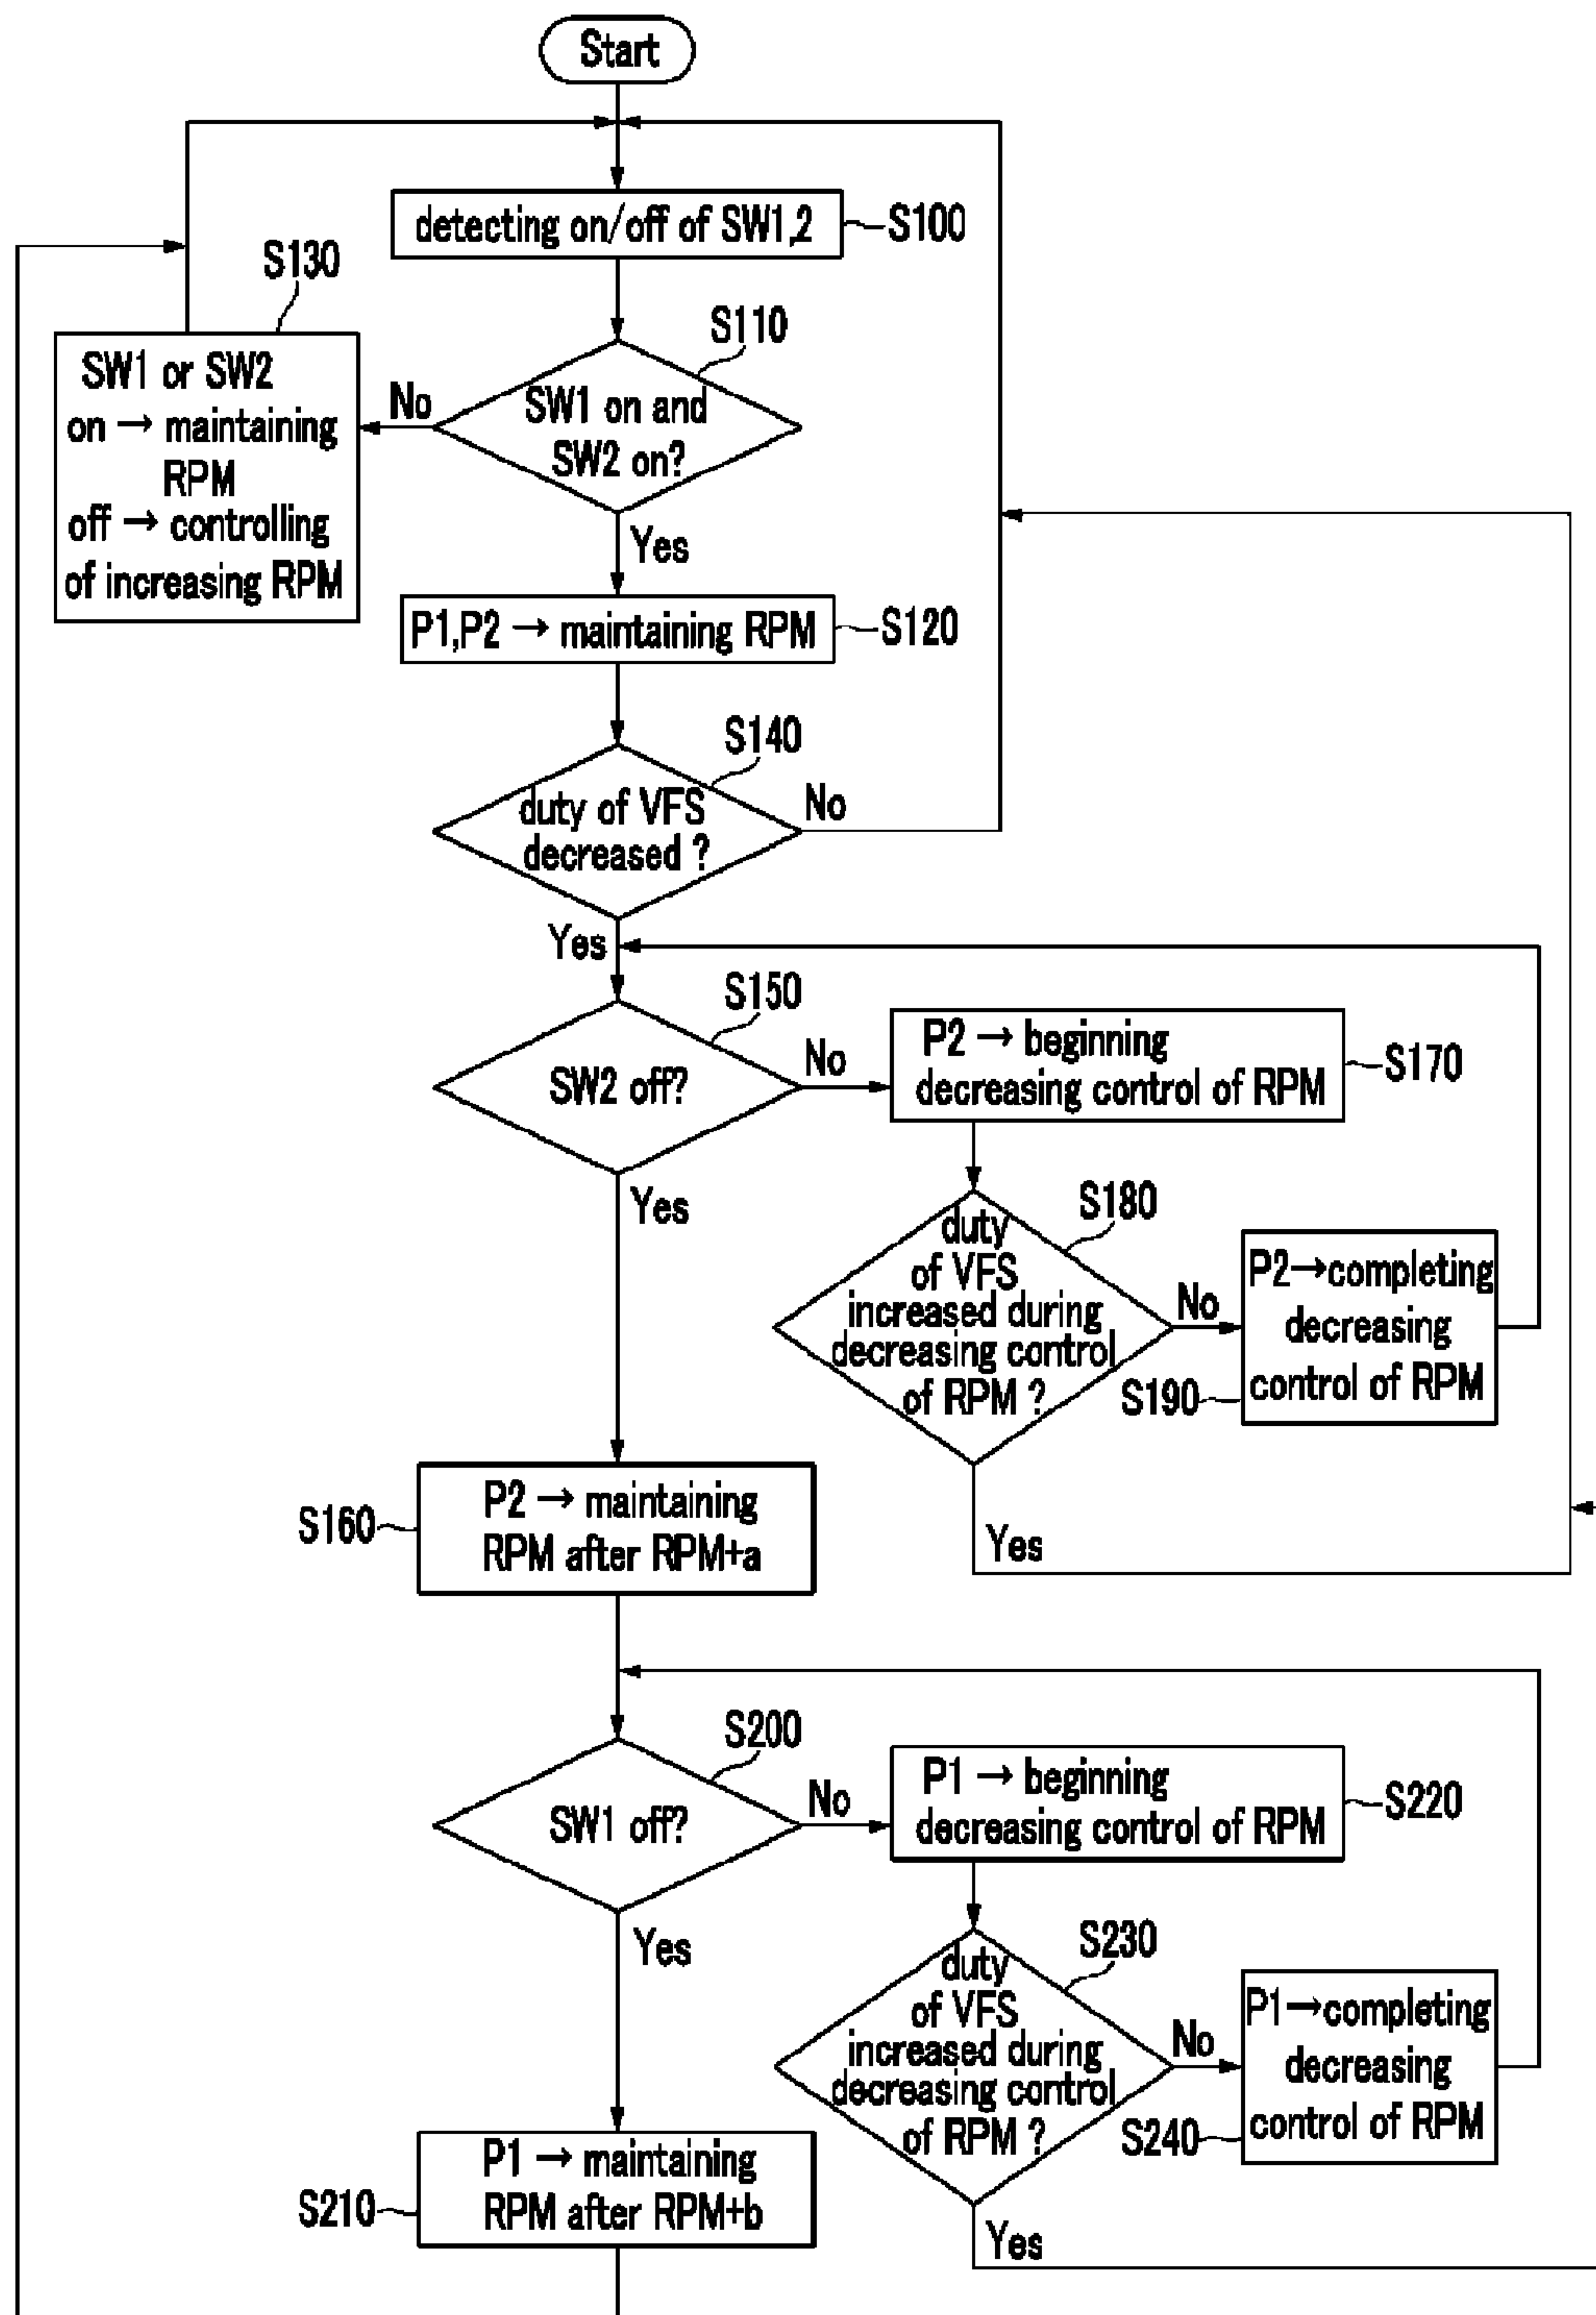 Start
detecting on/off of SW1,2
S100
S130
SW1 or SW2
on → maintaining
RPM
off → controlling
of increasing RPM
S110
No
SW1 on and
SW2 on?
Yes
P1,P2 → maintaining RPM
S120
S140
duty of VFS
decreased ?
No
Yes
S150
SW2 off?
No
P2 → beginning
decreasing control of RPM
S170
Yes
S180
duty
of VFS
increased during
decreasing control
of RPM ?
No
P2→completing
decreasing
control of RPM
S190
Yes
S160
P2 → maintaining
RPM after RPM+a
S200
SW1 off?
No
P1 → beginning
decreasing control of RPM
S220
Yes
S230
duty
of VFS
increased during
decreasing control
of RPM ?
No
P1→completing
decreasing
control of RPM
S240
Yes
S210
P1 → maintaining
RPM after RPM+b